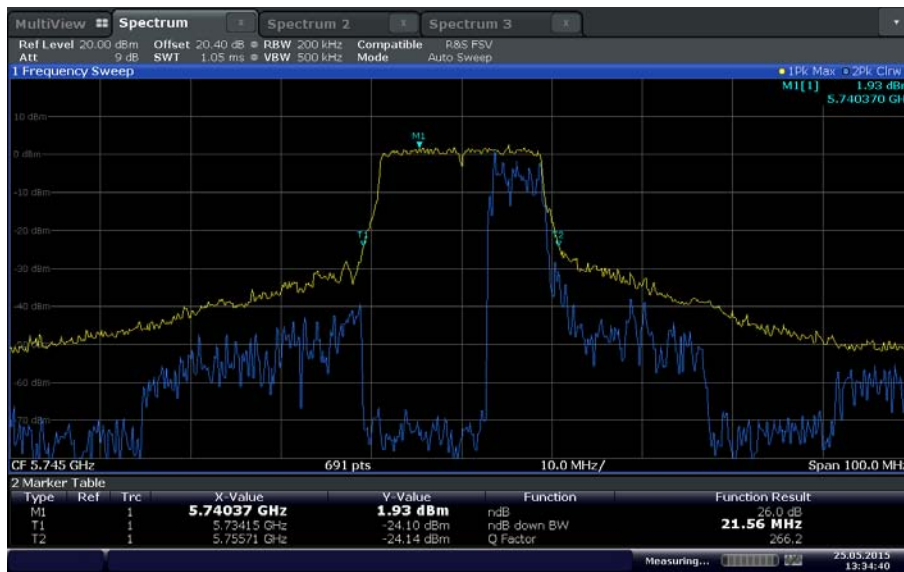 MultiView Spectrum x Spectrum 2 x Spectrum 3 x
Ref Level 20.00 dBm Offset 20.40 dB RBW 200 kHz Compatible R&S FSV
Att 9 dB SWT 1.05 ms VBW 500 kHz Mode Auto Sweep
1 Frequency Sweep 1Pk Max 2Pk Clrw
M1[1] 1.93 dBm
5.740370 GH
10 dBm
M1
0 dBm
-10 dBm
-20 dBm
T1 T2
-30 dBm
-40 dBm
-60 dBm
-70 dBm
CF 5.745 GHz 691 pts 10.0 MHz/ Span 100.0 MHz
2 Marker Table
Type Ref Trc X-Value Y-Value Function Function Result
M1 1 5.74037 GHz 1.93 dBm ndB 26.0 dB
T1 1 5.73415 GHz -24.10 dBm ndB down BW 21.56 MHz
T2 1 5.75571 GHz -24.14 dBm Q Factor 266.2
Measuring... 25.05.2015
13:34:40